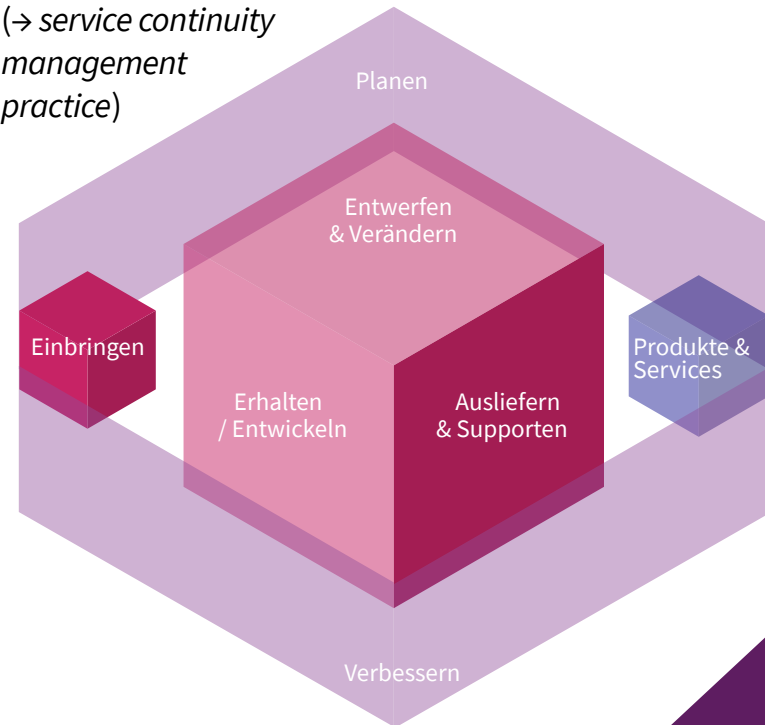 (→ service continuity
management
practice)
Planen
Entwerfen
& Verändern
Einbringen
Produkte &
Services
Erhalten
/ Entwickeln
Ausliefern
& Supporten
Verbessern